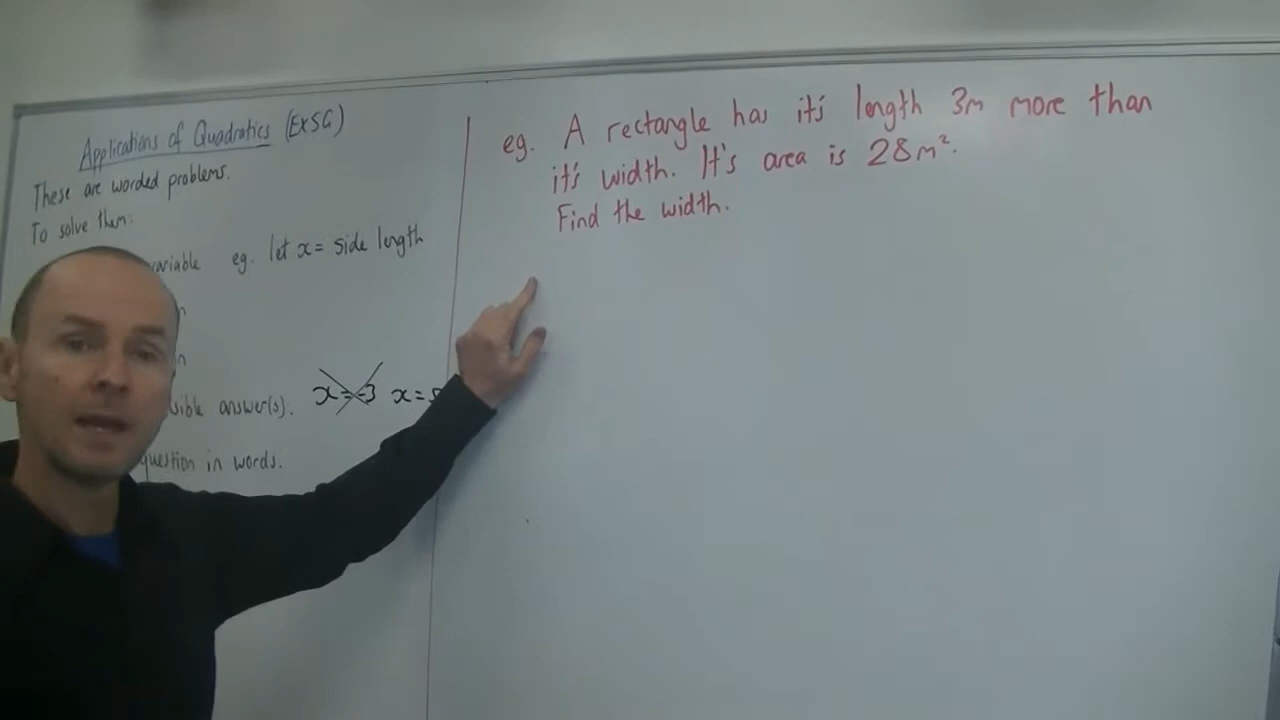 Applications of Quadratics (Ex5G)
These are worded problems.
To solve them:
variable eg. let x = side length
n
n
sible answer(s). x = -3 x = 5
question in words.
eg. A rectangle has it's length 3m more than
it's width. It's area is 28m².
Find the width.